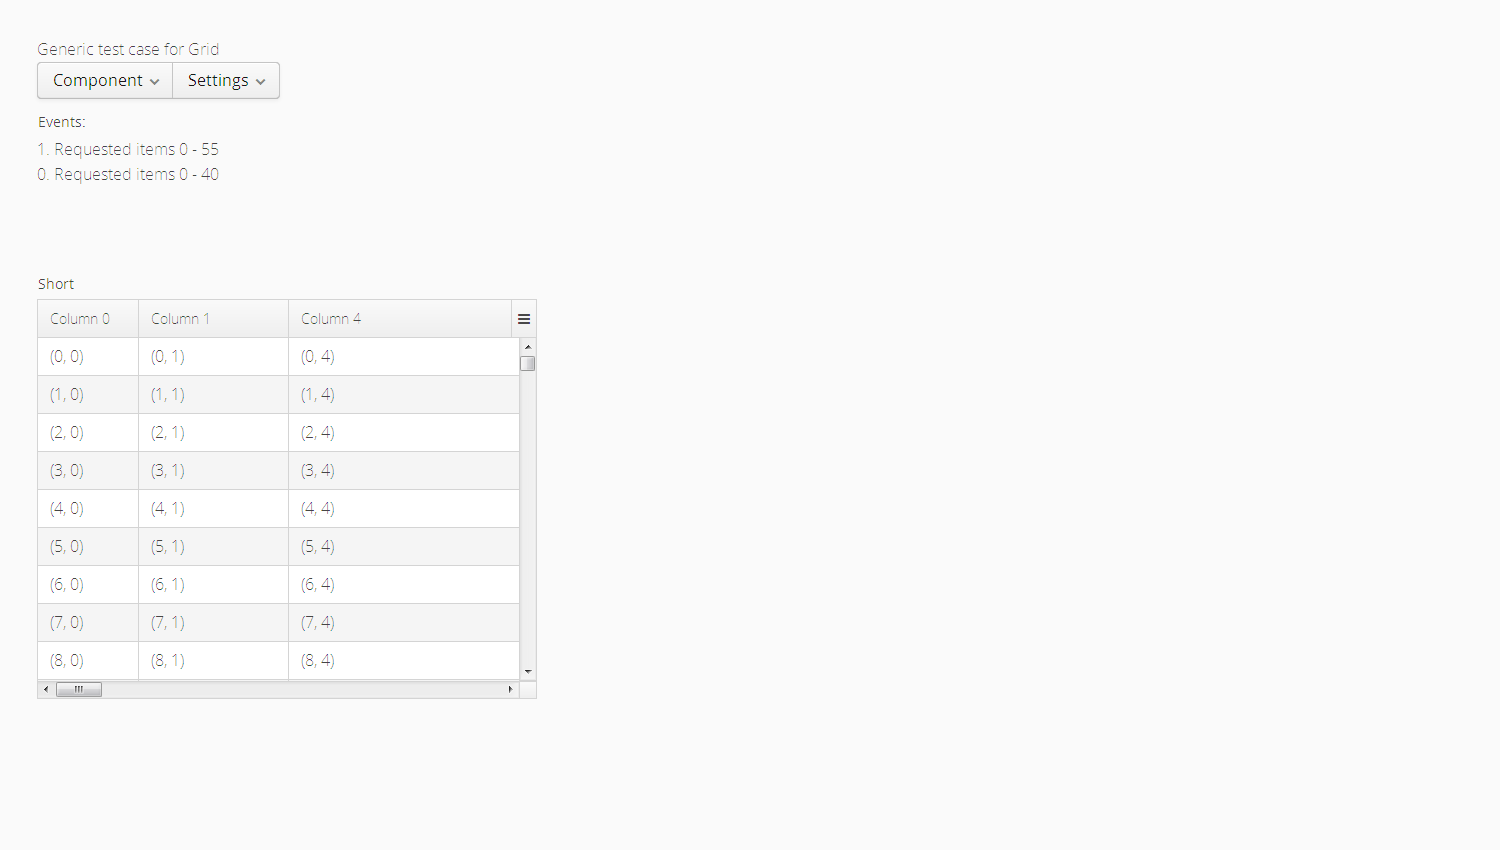 Generic test case for Grid
Component Settings
Events:
1. Requested items 0 - 55
0. Requested items 0 - 40
Short
Column 0 Column 1 Column 4
(0, 0) (0, 1) (0, 4)
(1, 0) (1, 1) (1, 4)
(2, 0) (2, 1) (2, 4)
(3, 0) (3, 1) (3, 4)
(4, 0) (4, 1) (4, 4)
(5, 0) (5, 1) (5, 4)
(6, 0) (6, 1) (6, 4)
(7, 0) (7, 1) (7, 4)
(8, 0) (8, 1) (8, 4)